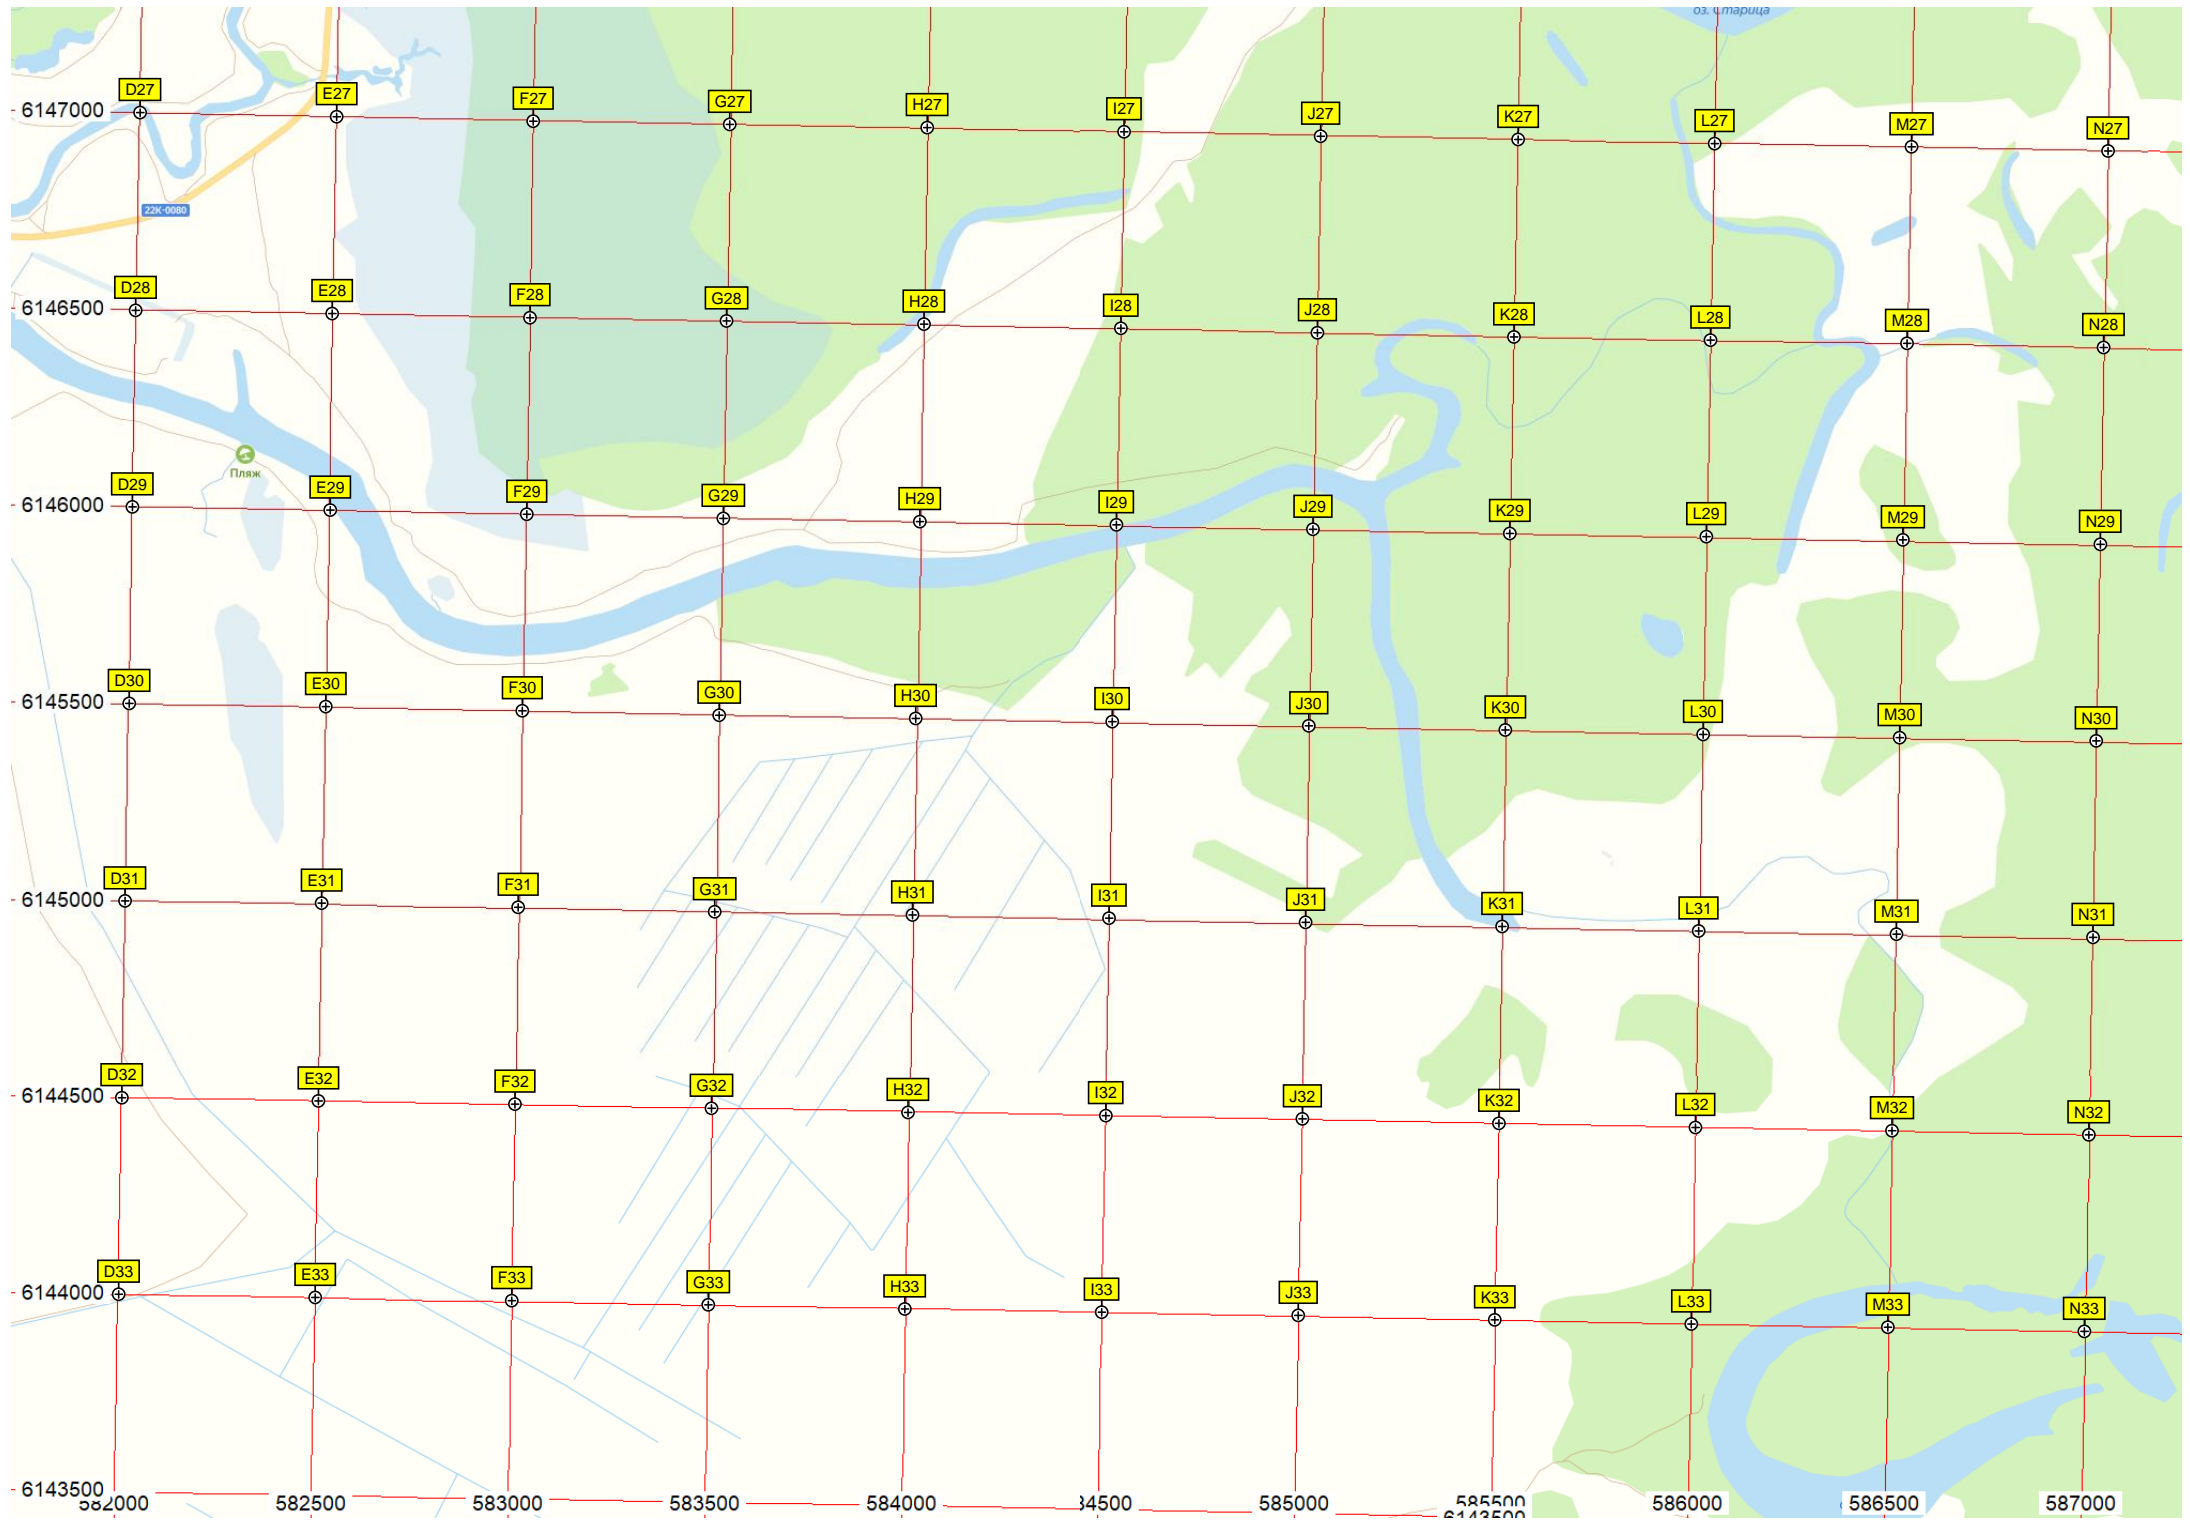 оз. Старица
D27 E27 F27 G27 H27 I27 J27 K27 L27 M27 N27
6147000
22К-0080
D28 E28 F28 G28 H28 I28 J28 K28 L28 M28 N28
6146500
Пляж
D29 E29 F29 G29 H29 I29 J29 K29 L29 M29 N29
6146000
D30 E30 F30 G30 H30 I30 J30 K30 L30 M30 N30
6145500
D31 E31 F31 G31 H31 I31 J31 K31 L31 M31 N31
6145000
D32 E32 F32 G32 H32 I32 J32 K32 L32 M32 N32
6144500
D33 E33 F33 G33 H33 I33 J33 K33 L33 M33 N33
6144000
6143500
582000 582500 583000 583500 584000 34500 585000 585500 586000 586500 587000
6143500